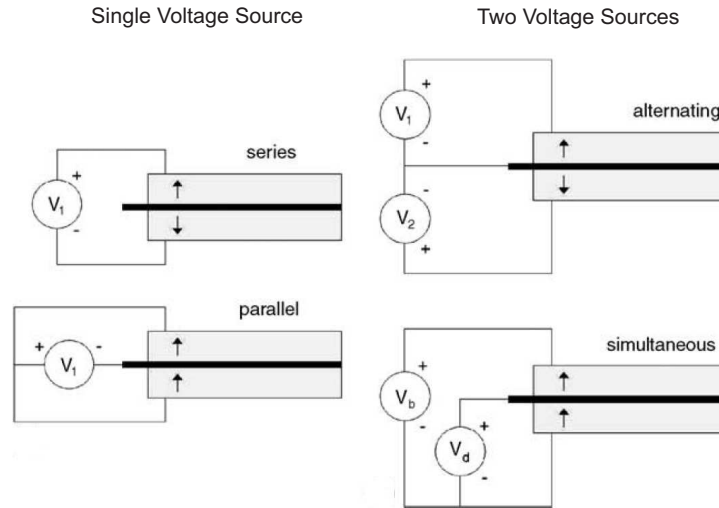 Single Voltage Source
Two Voltage Sources
series
+
V1
-
parallel
+
V1
-
alternating
+
V1
-
-
V2
+
simultaneous
+
Vb
-
+
Vd
-